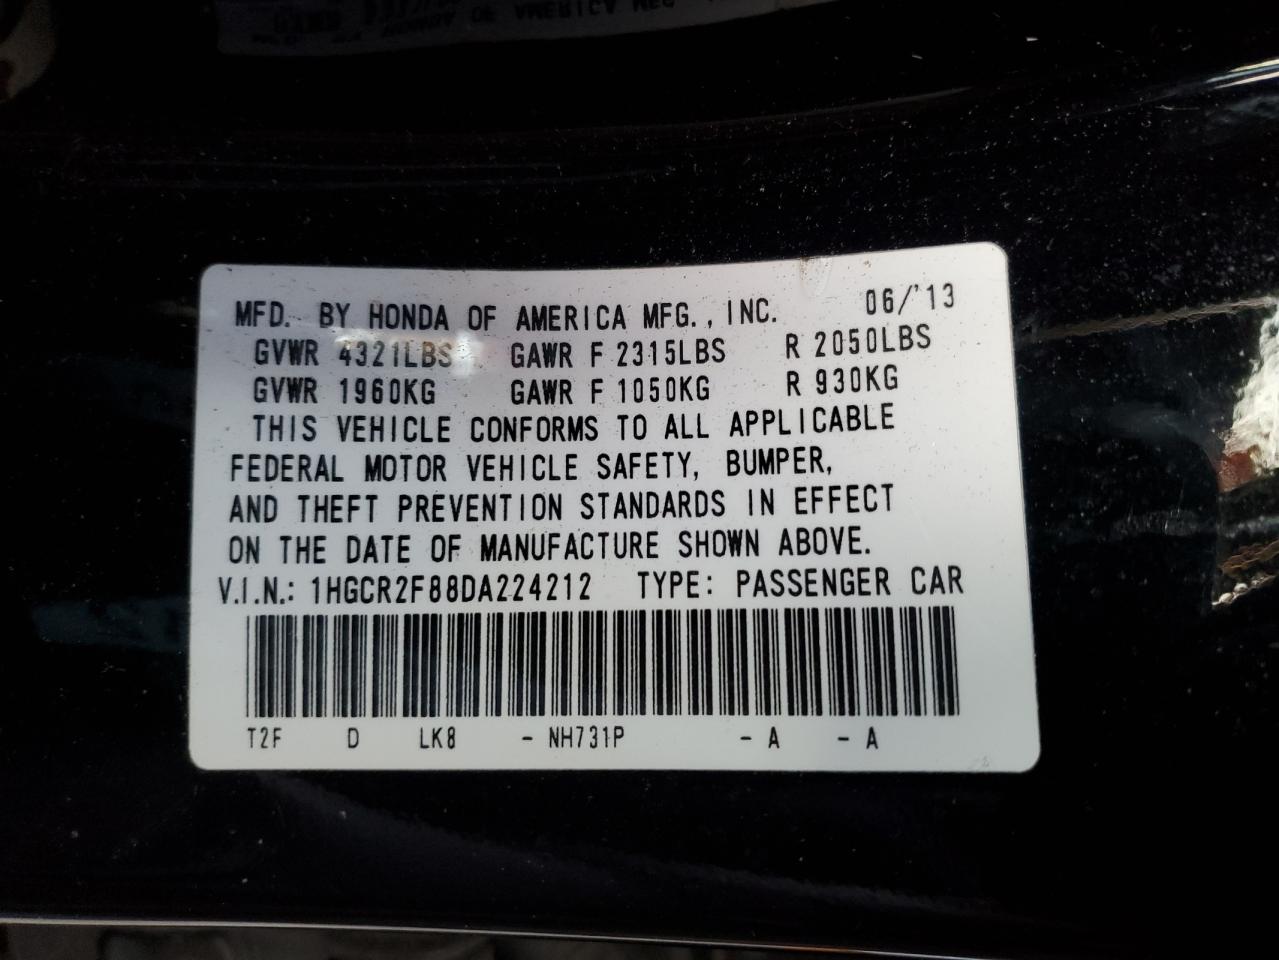 MFD. BY HONDA OF AMERICA MFG., INC. 06/'13
GVWR 4321LBS GAWR F 2315LBS R 2050LBS
GVWR 1960KG GAWR F 1050KG R 930KG
THIS VEHICLE CONFORMS TO ALL APPLICABLE
FEDERAL MOTOR VEHICLE SAFETY, BUMPER,
AND THEFT PREVENTION STANDARDS IN EFFECT
ON THE DATE OF MANUFACTURE SHOWN ABOVE.
V.I.N.: 1HGCR2F88DA224212 TYPE: PASSENGER CAR
T2F D LK8 - NH731P - A - A